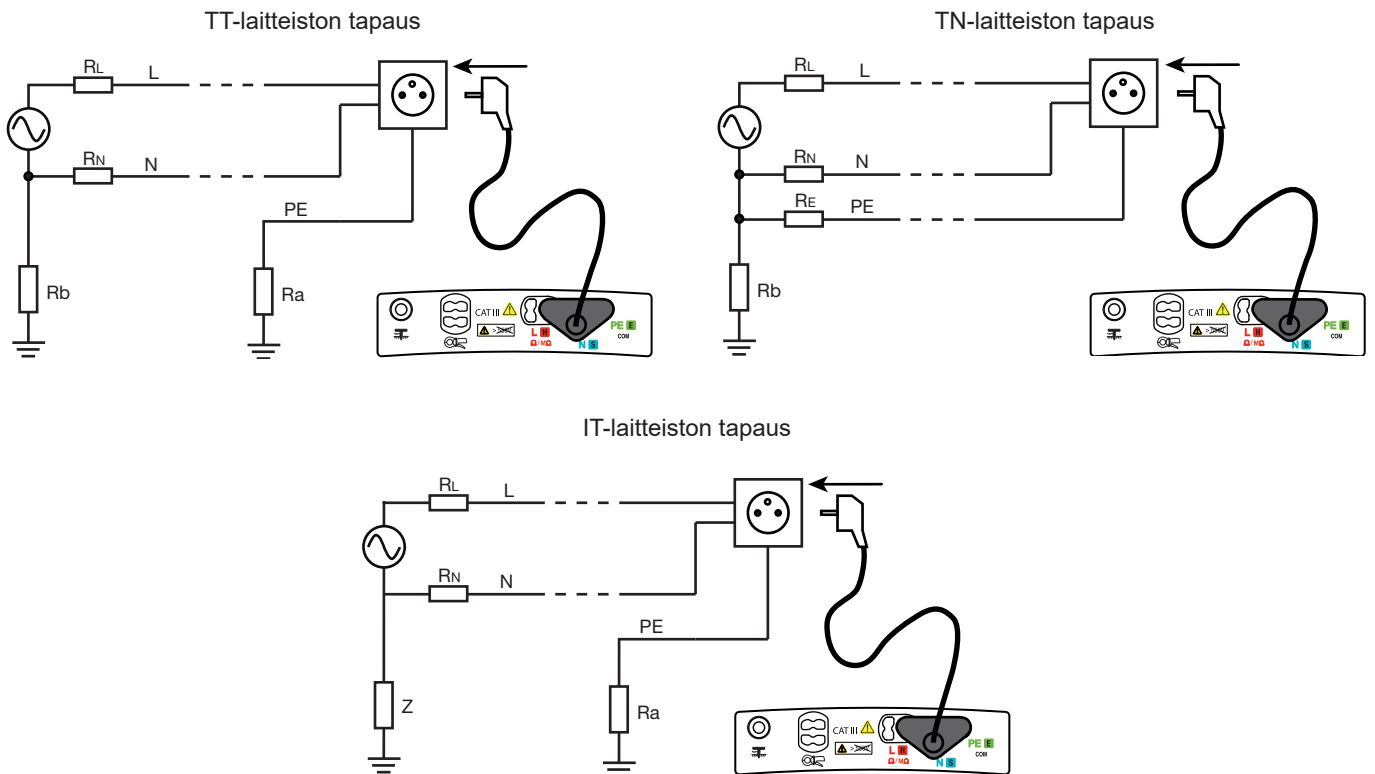 TT-laitteiston tapaus
RL L
RN N
PE
Rb
Ra
CAT III
L H
Ω/MΩ
N S
PE E
COM
TN-laitteiston tapaus
RL L
RN N
RE PE
Rb
CAT III
L H
Ω/MΩ
N S
PE E
COM
IT-laitteiston tapaus
RL L
RN N
PE
Z
Ra
CAT III
L H
Ω/MΩ
N S
PE E
COM